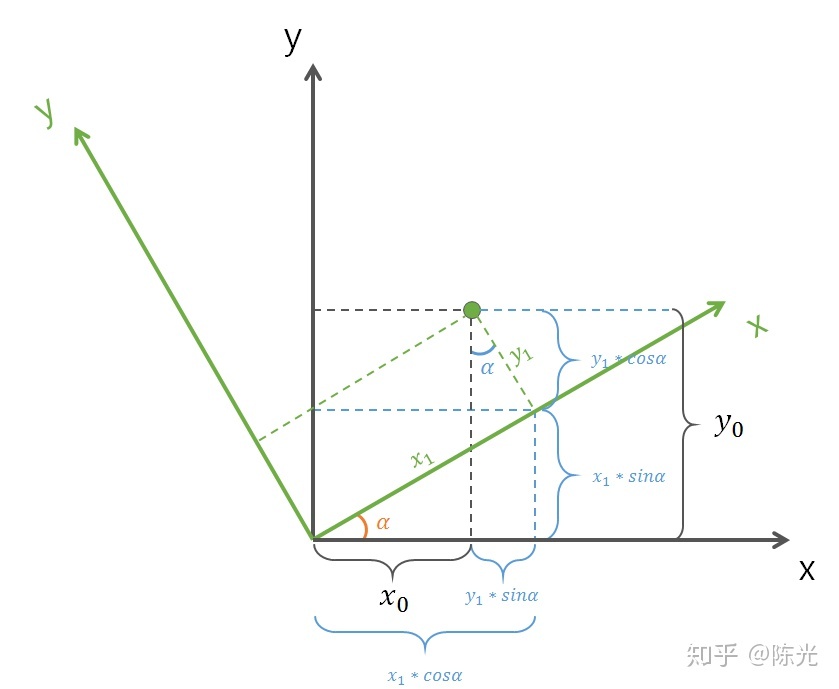 y
y
x
y₁
α
y₁ * cosα
y₀
x₁
x₁ * sinα
α
x
x₀
y₁ * sinα
x₁ * cosα
知乎 @陈光